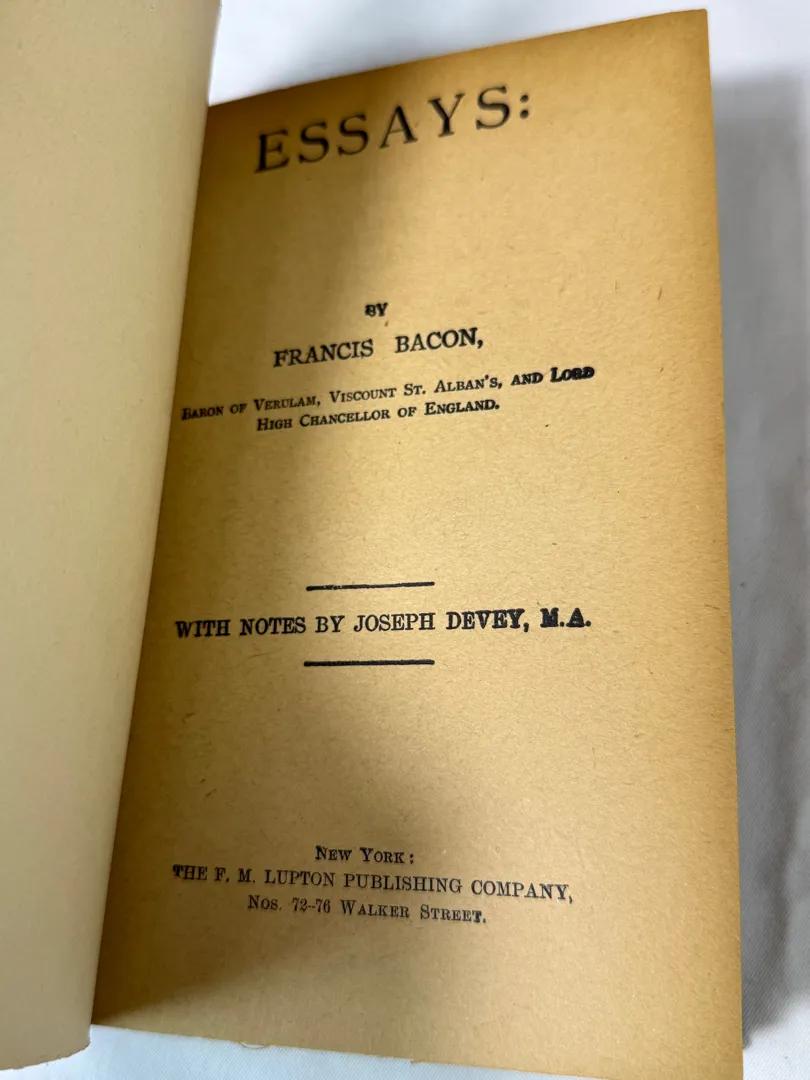 ESSAYS:
BY
FRANCIS BACON,
BARON OF VERULAM, VISCOUNT ST. ALBAN'S, AND LORD
HIGH CHANCELLOR OF ENGLAND.
WITH NOTES BY JOSEPH DEVEY, M.A.
NEW YORK:
THE F. M. LUPTON PUBLISHING COMPANY,
NOS. 72--76 WALKER STREET.